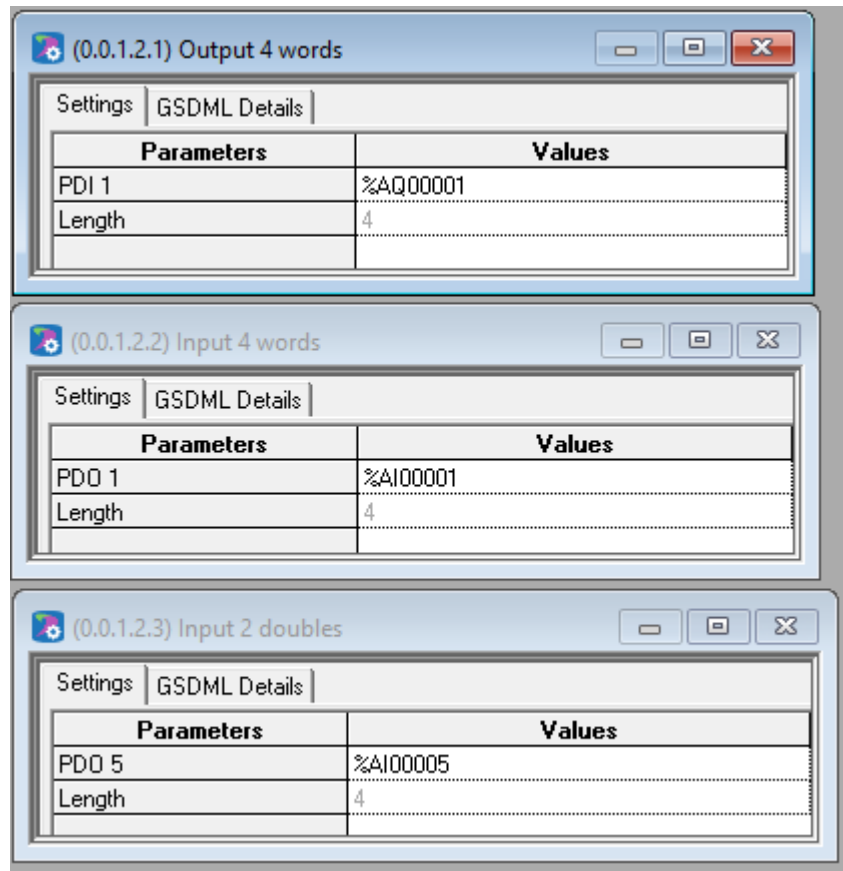 (0.0.1.2.1) Output 4 words
Settings GSDML Details
Parameters Values
PDI 1 %AQ00001
Length 4
(0.0.1.2.2) Input 4 words
Settings GSDML Details
Parameters Values
PDO 1 %AI00001
Length 4
(0.0.1.2.3) Input 2 doubles
Settings GSDML Details
Parameters Values
PDO 5 %AI00005
Length 4